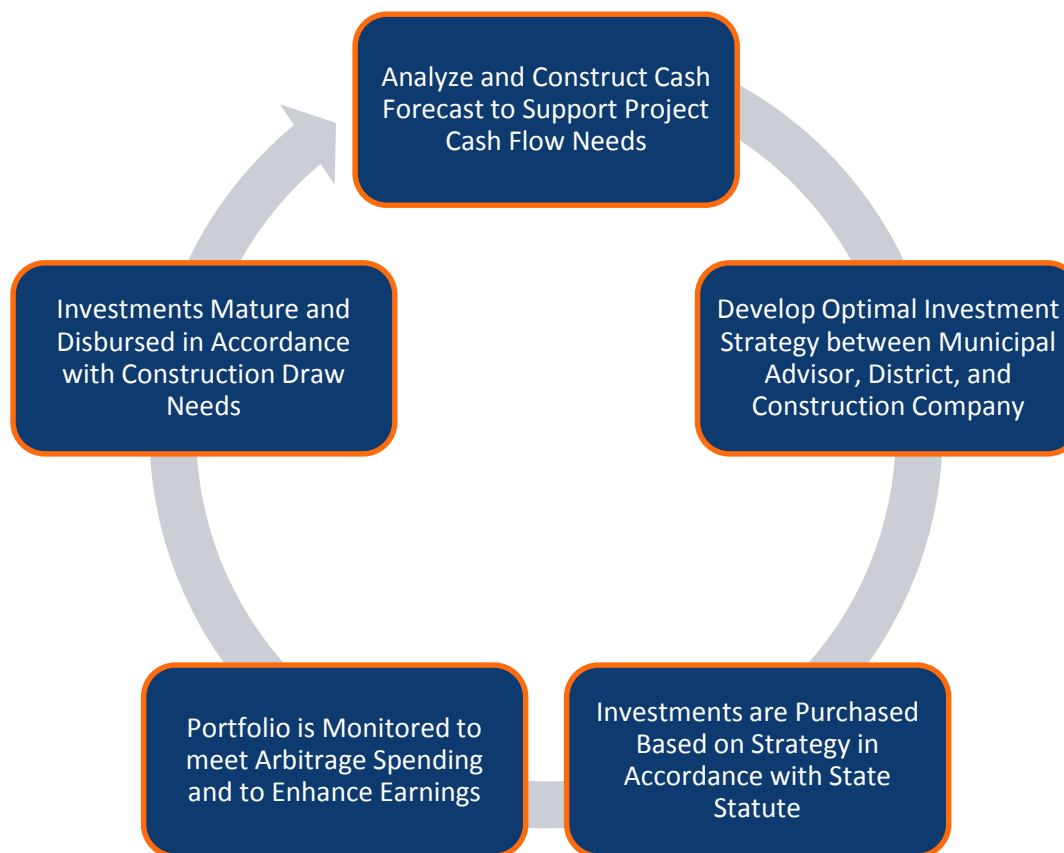 Analyze and Construct Cash
Forecast to Support Project
Cash Flow Needs
Develop Optimal Investment
Strategy between Municipal
Advisor, District, and
Construction Company
Investments are Purchased
Based on Strategy in
Accordance with State
Statute
Portfolio is Monitored to
meet Arbitrage Spending
and to Enhance Earnings
Investments Mature and
Disbursed in Accordance
with Construction Draw
Needs